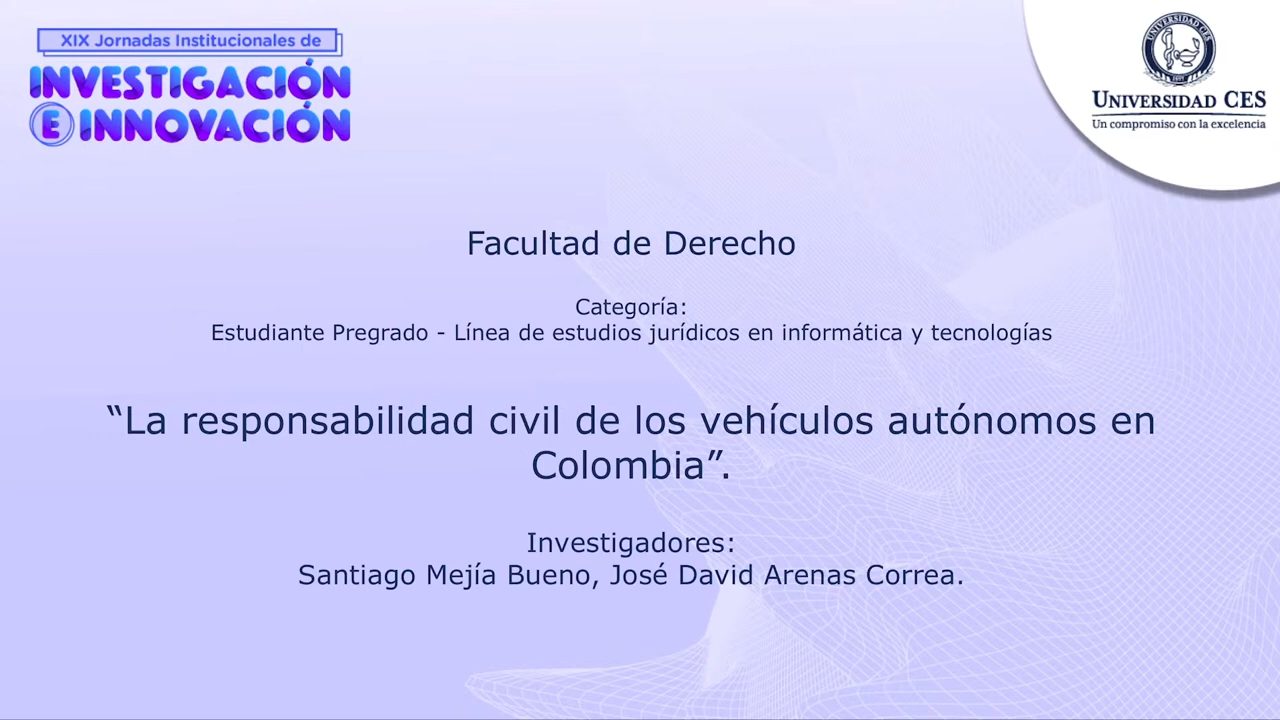 XIX Jornadas Institucionales de
INVESTIGACIÓN
E INNOVACIÓN
UNIVERSIDAD CES
UNIVERSIDAD CES
Un compromiso con la excelencia
Facultad de Derecho
Categoría:
Estudiante Pregrado - Línea de estudios jurídicos en informática y tecnologías
“La responsabilidad civil de los vehículos autónomos en
Colombia”.
Investigadores:
Santiago Mejía Bueno, José David Arenas Correa.